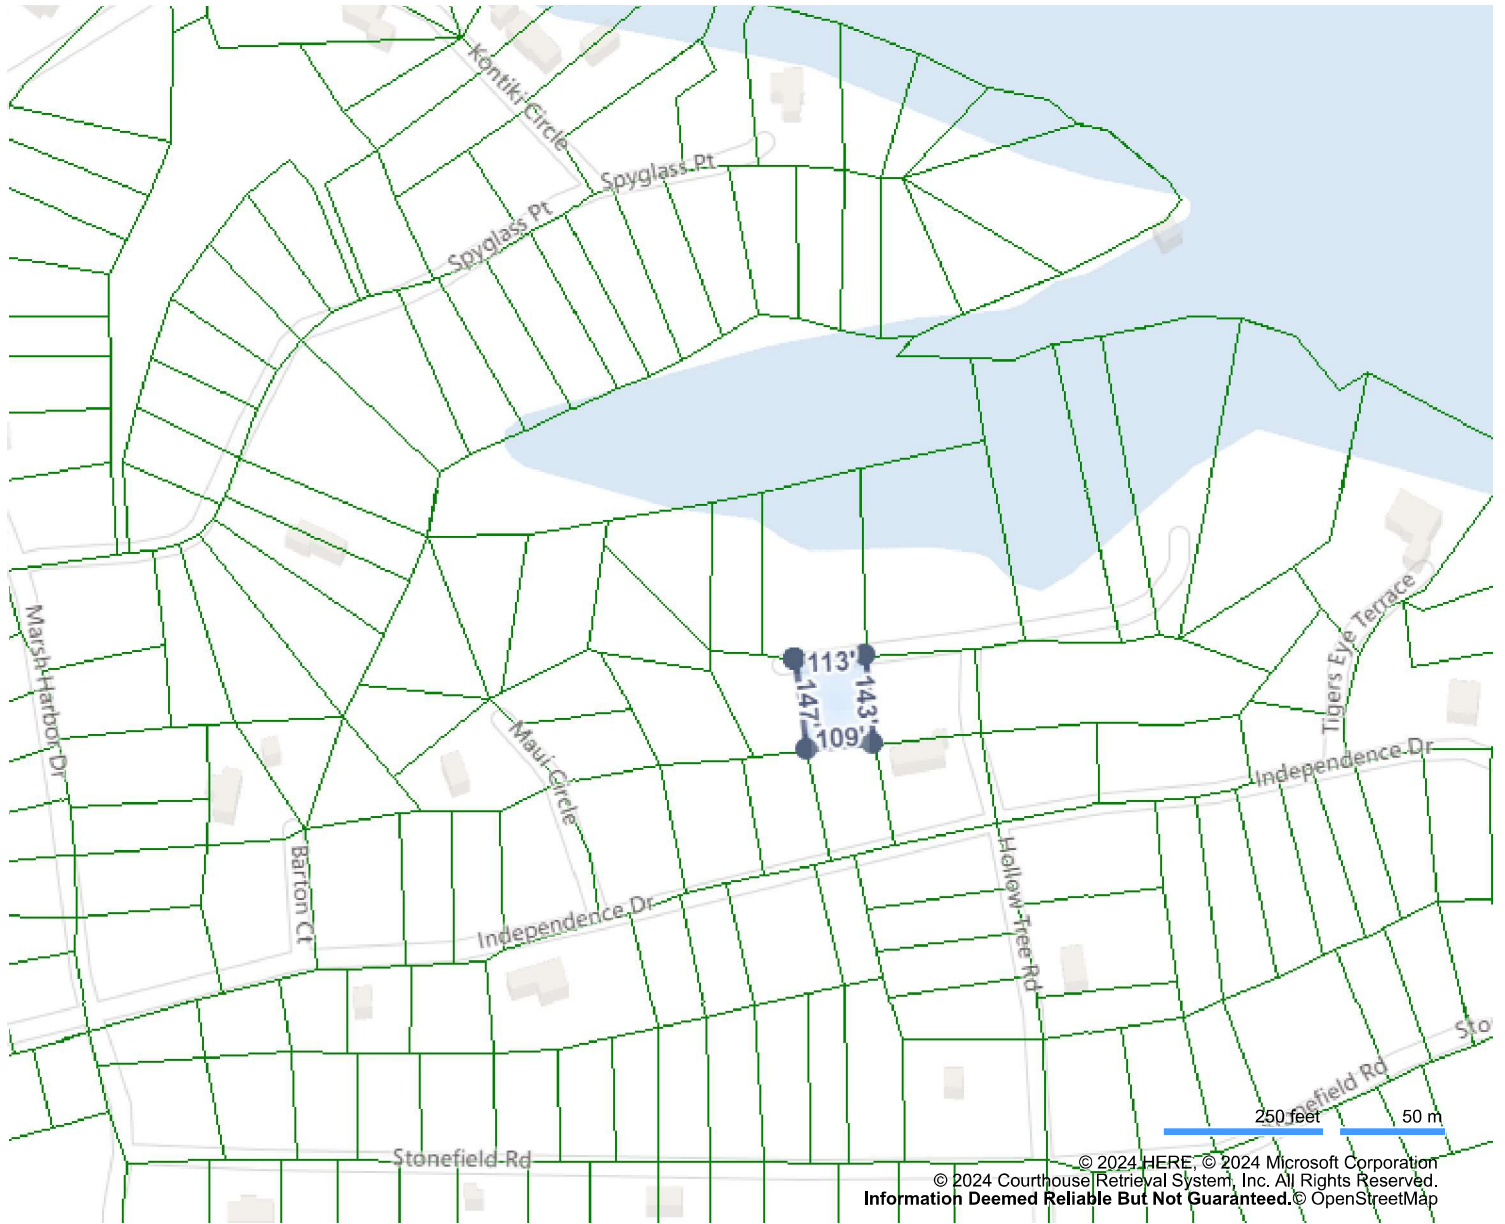 Kontiki Circle
Spyglass Pt
Spyglass Pt
Marsh Harbor Dr
Maui Circle
113'
147'
143'
109'
Tigers Eye Terrace
Independence Dr
Barton Ct
Independence Dr
Hollow Tree Rd
Sto
Stonefield Rd
Stonefield Rd
250 feet
50 m
© 2024 HERE, © 2024 Microsoft Corporation
© 2024 Courthouse Retrieval System, Inc. All Rights Reserved.
Information Deemed Reliable But Not Guaranteed.© OpenStreetMap